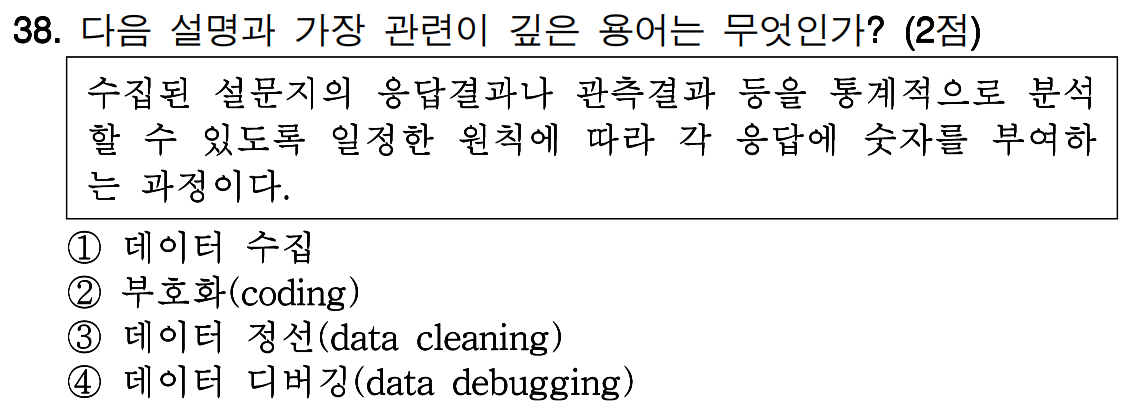 38. 다음 설명과 가장 관련이 깊은 용어는 무엇인가? (2점)
수집된 설문지의 응답결과나 관측결과 등을 통계적으로 분석
할 수 있도록 일정한 원칙에 따라 각 응답에 숫자를 부여하
는 과정이다.
① 데이터 수집
② 부호화(coding)
③ 데이터 정선(data cleaning)
④ 데이터 디버깅(data debugging)